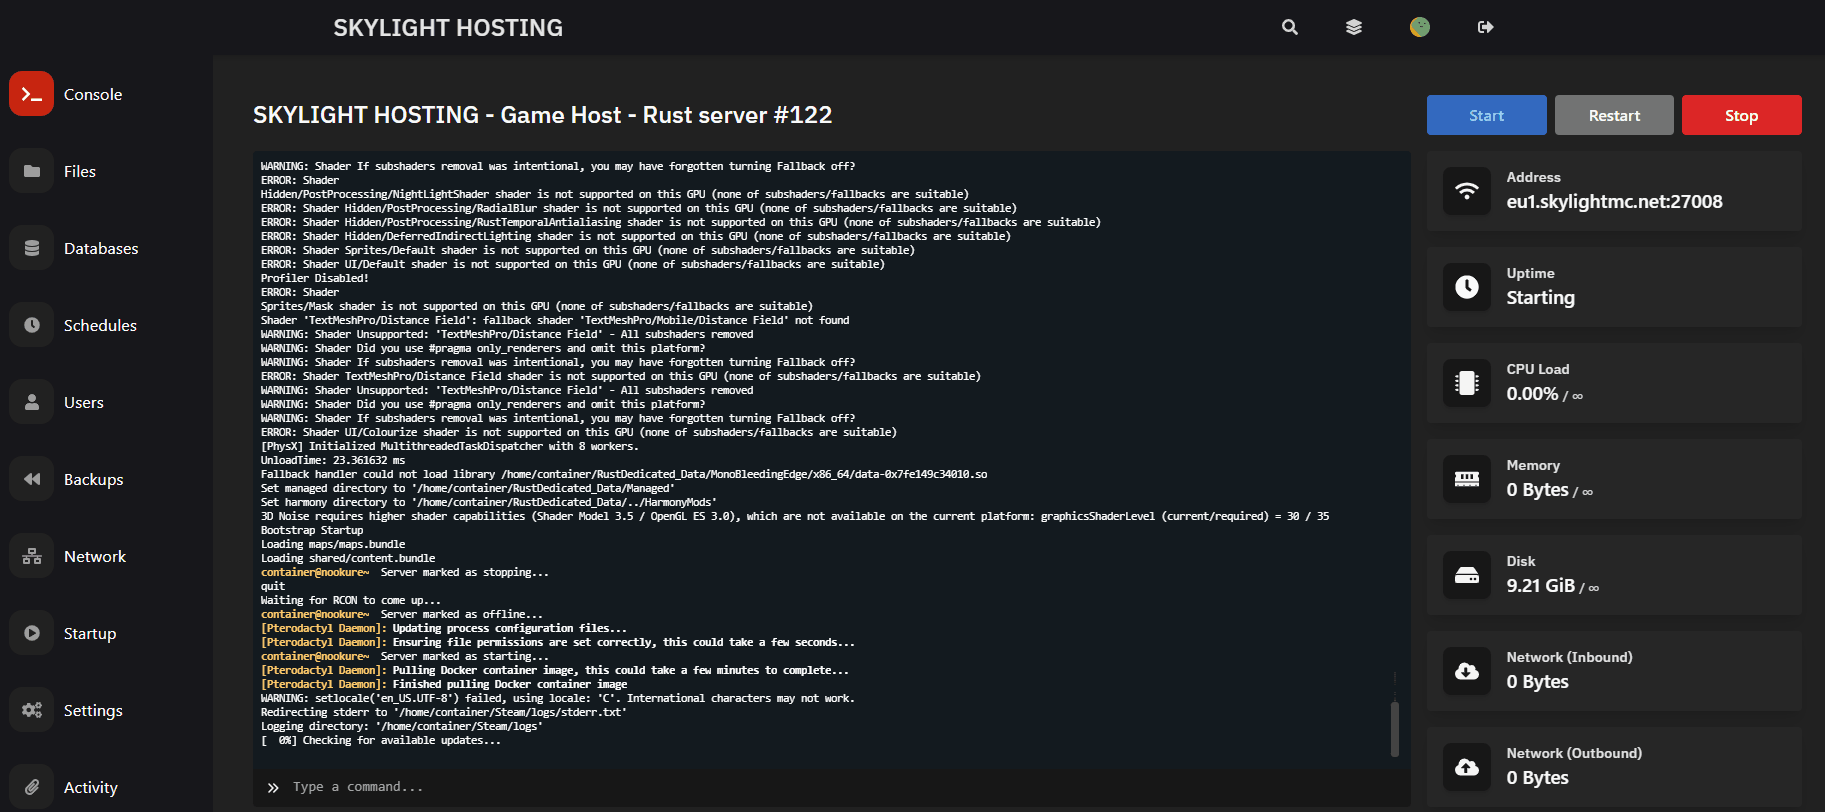 SKYLIGHT HOSTING
Console
Files
Databases
Schedules
Users
Backups
Network
Startup
Settings
Activity
SKYLIGHT HOSTING - Game Host - Rust server #122
Start
Restart
Stop
WARNING: Shader If subshaders removal was intentional, you may have forgotten turning Fallback off?
ERROR: Shader
Hidden/PostProcessing/NightLightShader shader is not supported on this GPU (none of subshaders/fallbacks are suitable)
ERROR: Shader Hidden/PostProcessing/RadialBlur shader is not supported on this GPU (none of subshaders/fallbacks are suitable)
ERROR: Shader Hidden/PostProcessing/RustTemporalAntialiasing shader is not supported on this GPU (none of subshaders/fallbacks are suitable)
ERROR: Shader Hidden/DeferredIndirectLighting shader is not supported on this GPU (none of subshaders/fallbacks are suitable)
ERROR: Shader Sprites/Default shader is not supported on this GPU (none of subshaders/fallbacks are suitable)
ERROR: Shader UI/Default shader is not supported on this GPU (none of subshaders/fallbacks are suitable)
Profiler Disabled!
ERROR: Shader
Sprites/Mask shader is not supported on this GPU (none of subshaders/fallbacks are suitable)
Shader 'TextMeshPro/Distance Field': fallback shader 'TextMeshPro/Mobile/Distance Field' not found
WARNING: Shader Unsupported: 'TextMeshPro/Distance Field' - All subshaders removed
WARNING: Shader Did you use #pragma only_renderers and omit this platform?
WARNING: Shader If subshaders removal was intentional, you may have forgotten turning Fallback off?
ERROR: Shader TextMeshPro/Distance Field shader is not supported on this GPU (none of subshaders/fallbacks are suitable)
WARNING: Shader Unsupported: 'TextMeshPro/Distance Field' - All subshaders removed
WARNING: Shader Did you use #pragma only_renderers and omit this platform?
WARNING: Shader If subshaders removal was intentional, you may have forgotten turning Fallback off?
ERROR: Shader UI/Colourize shader is not supported on this GPU (none of subshaders/fallbacks are suitable)
[PhysX] Initialized MultithreadedTaskDispatcher with 8 workers.
UnloadTime: 23.361632 ms
Fallback handler could not load library /home/container/RustDedicated_Data/MonoBleedingEdge/x86_64/data-0x7fe149c34010.so
Set managed directory to '/home/container/RustDedicated_Data/Managed'
Set harmony directory to '/home/container/RustDedicated_Data/../HarmonyMods'
3D Noise requires higher shader capabilities (Shader Model 3.5 / OpenGL ES 3.0), which are not available on the current platform: graphicsShaderLevel (current/required) = 30 / 35
Bootstrap Startup
Loading maps/maps.bundle
Loading shared/content.bundle
container@nookure~ Server marked as stopping...
quit
Waiting for RCON to come up...
container@nookure~ Server marked as offline...
[Pterodactyl Daemon]: Updating process configuration files...
[Pterodactyl Daemon]: Ensuring file permissions are set correctly, this could take a few seconds...
container@nookure~ Server marked as starting...
[Pterodactyl Daemon]: Pulling Docker container image, this could take a few minutes to complete...
[Pterodactyl Daemon]: Finished pulling Docker container image
WARNING: setlocale('en_US.UTF-8') failed, using locale: 'C'. International characters may not work.
Redirecting stderr to '/home/container/Steam/logs/stderr.txt'
Logging directory: '/home/container/Steam/logs'
[  0%] Checking for available updates...
Type a command...
Address
eu1.skylightmc.net:27008
Uptime
Starting
CPU Load
0.00% / ∞
Memory
0 Bytes / ∞
Disk
9.21 GiB / ∞
Network (Inbound)
0 Bytes
Network (Outbound)
0 Bytes